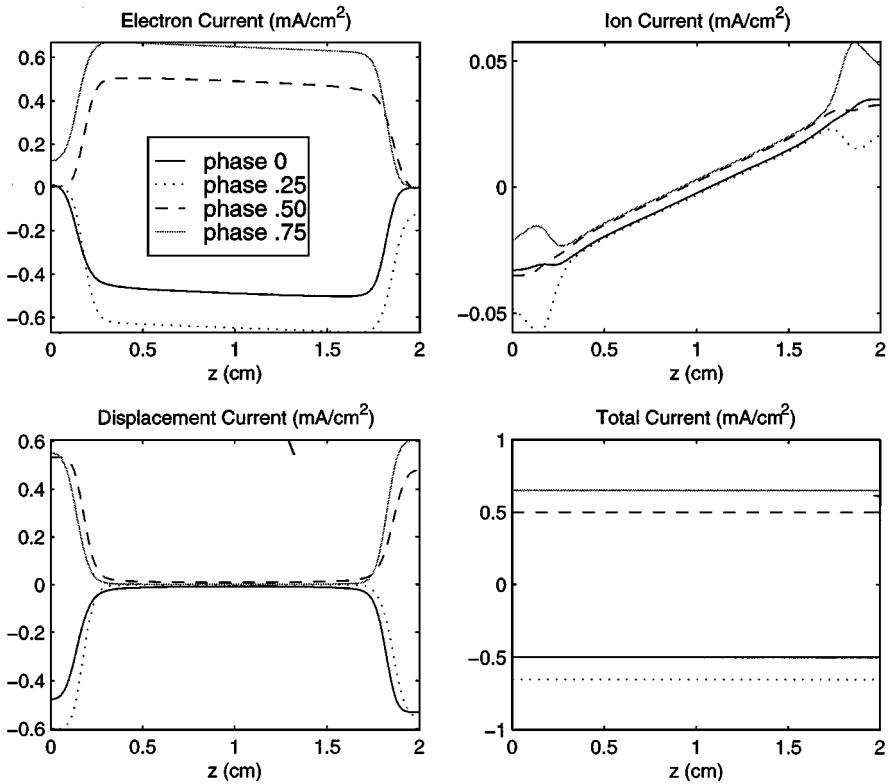 Electron Current (mA/cm²)
0.6
0.4
0.2
0
−0.2
−0.4
−0.6
phase 0
phase .25
phase .50
phase .75
0 0.5 1 1.5 2
z (cm)
Ion Current (mA/cm²)
0.05
0
−0.05
0 0.5 1 1.5 2
z (cm)
Displacement Current (mA/cm²)
0.6
0.4
0.2
0
−0.2
−0.4
−0.6
0 0.5 1 1.5 2
z (cm)
Total Current (mA/cm²)
1
0.5
0
−0.5
−1
0 0.5 1 1.5 2
z (cm)